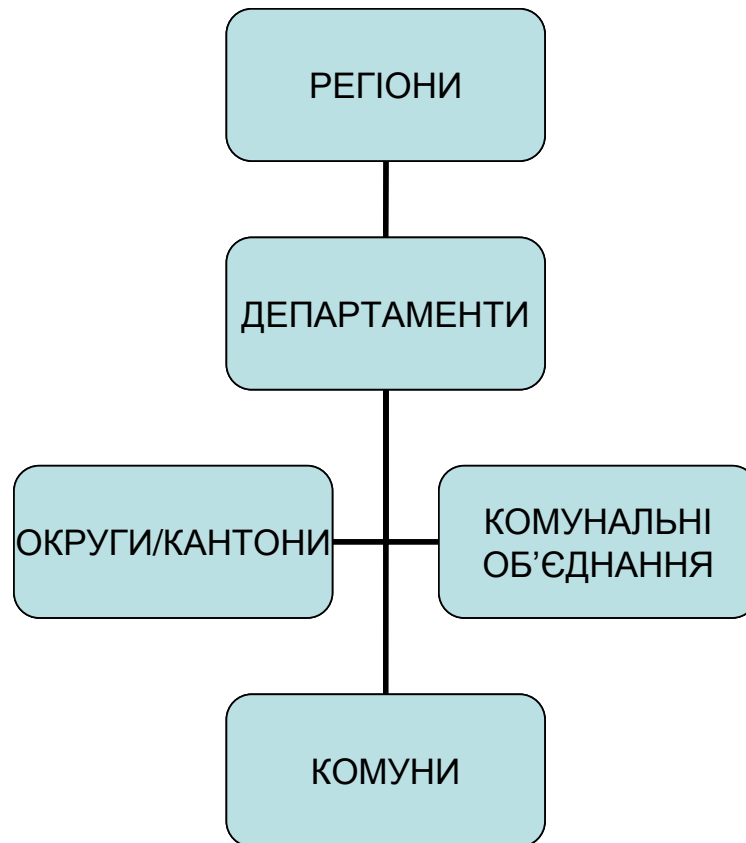 РЕГІОНИ
ДЕПАРТАМЕНТИ
ОКРУГИ/КАНТОНИ
КОМУНАЛЬНІ
ОБ’ЄДНАННЯ
КОМУНИ